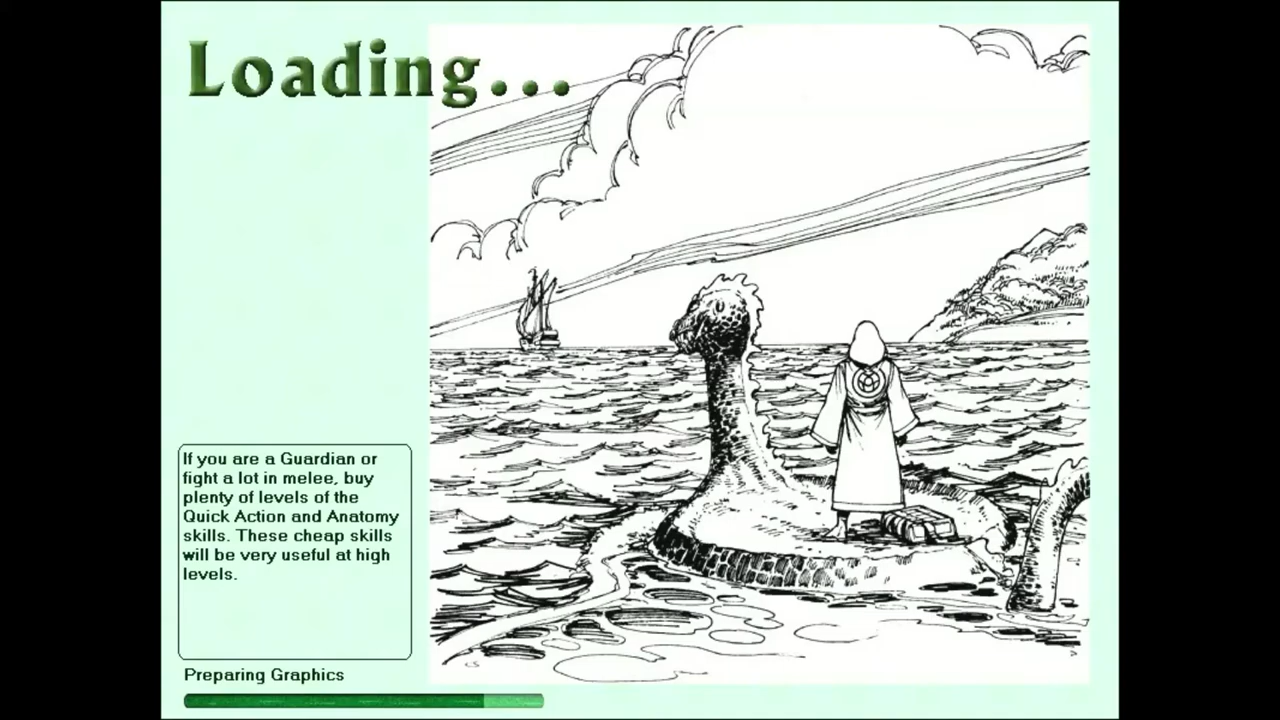 Loading...
If you are a Guardian or
fight a lot in melee, buy
plenty of levels of the
Quick Action and Anatomy
skills. These cheap skills
will be very useful at high
levels.
Preparing Graphics